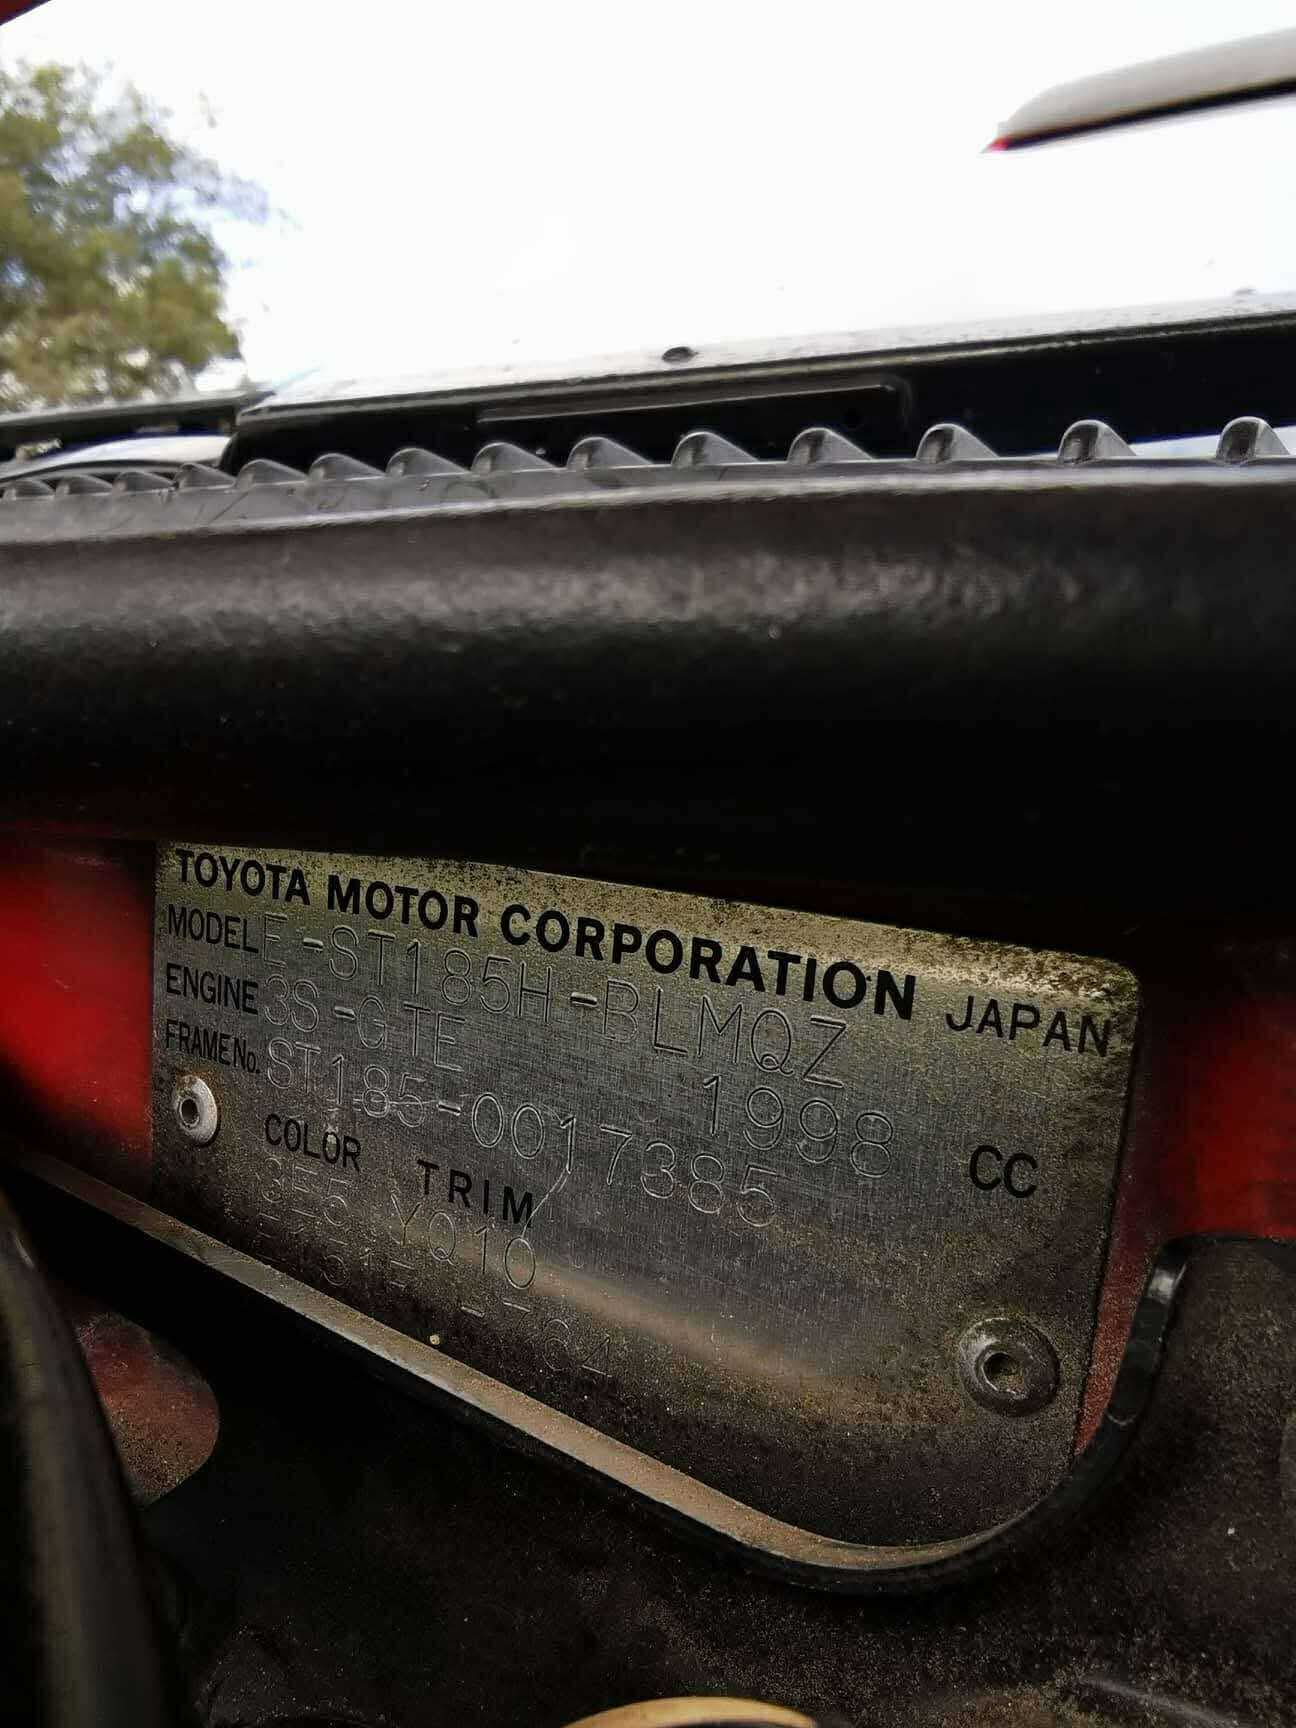 TOYOTA MOTOR CORPORATION JAPAN
MODEL E-ST185H-BLMQZ
ENGINE 3S-GTE 1998 CC
FRAME No. ST185-0017385
COLOR TRIM
3E5 YQ10